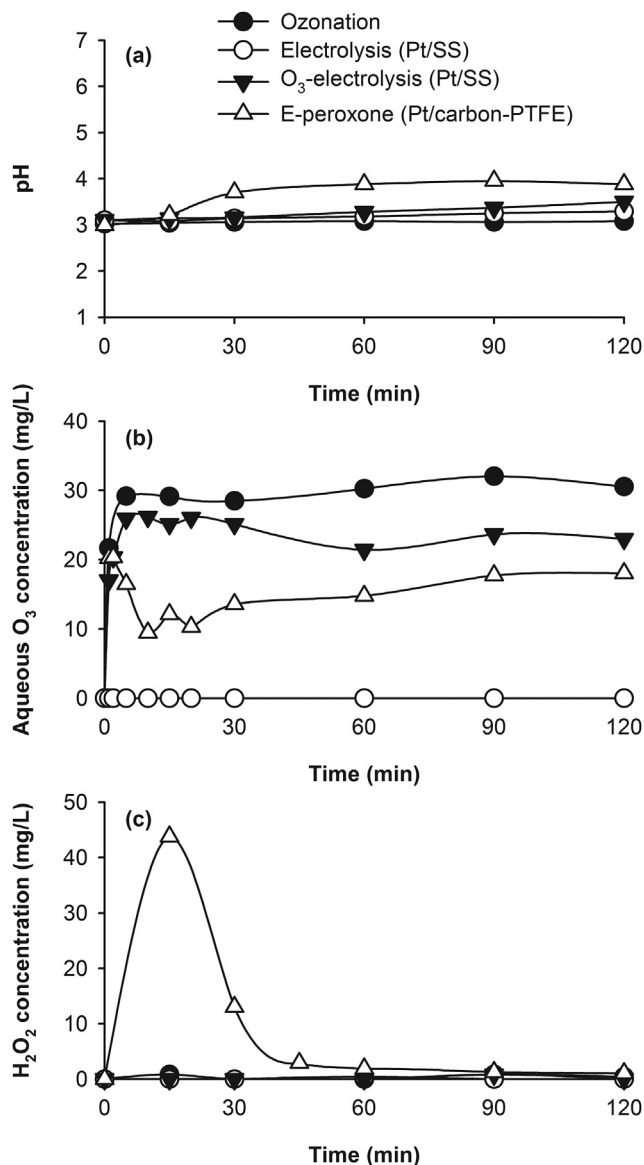 Ozonation
Electrolysis (Pt/SS)
O₃-electrolysis (Pt/SS)
E-peroxone (Pt/carbon-PTFE)
(a)
pH
7
6
5
4
3
2
1
0 30 60 90 120
Time (min)
(b)
Aqueous O₃ concentration (mg/L)
40
30
20
10
0
0 30 60 90 120
Time (min)
(c)
H₂O₂ concentration (mg/L)
50
40
30
20
10
0
0 30 60 90 120
Time (min)